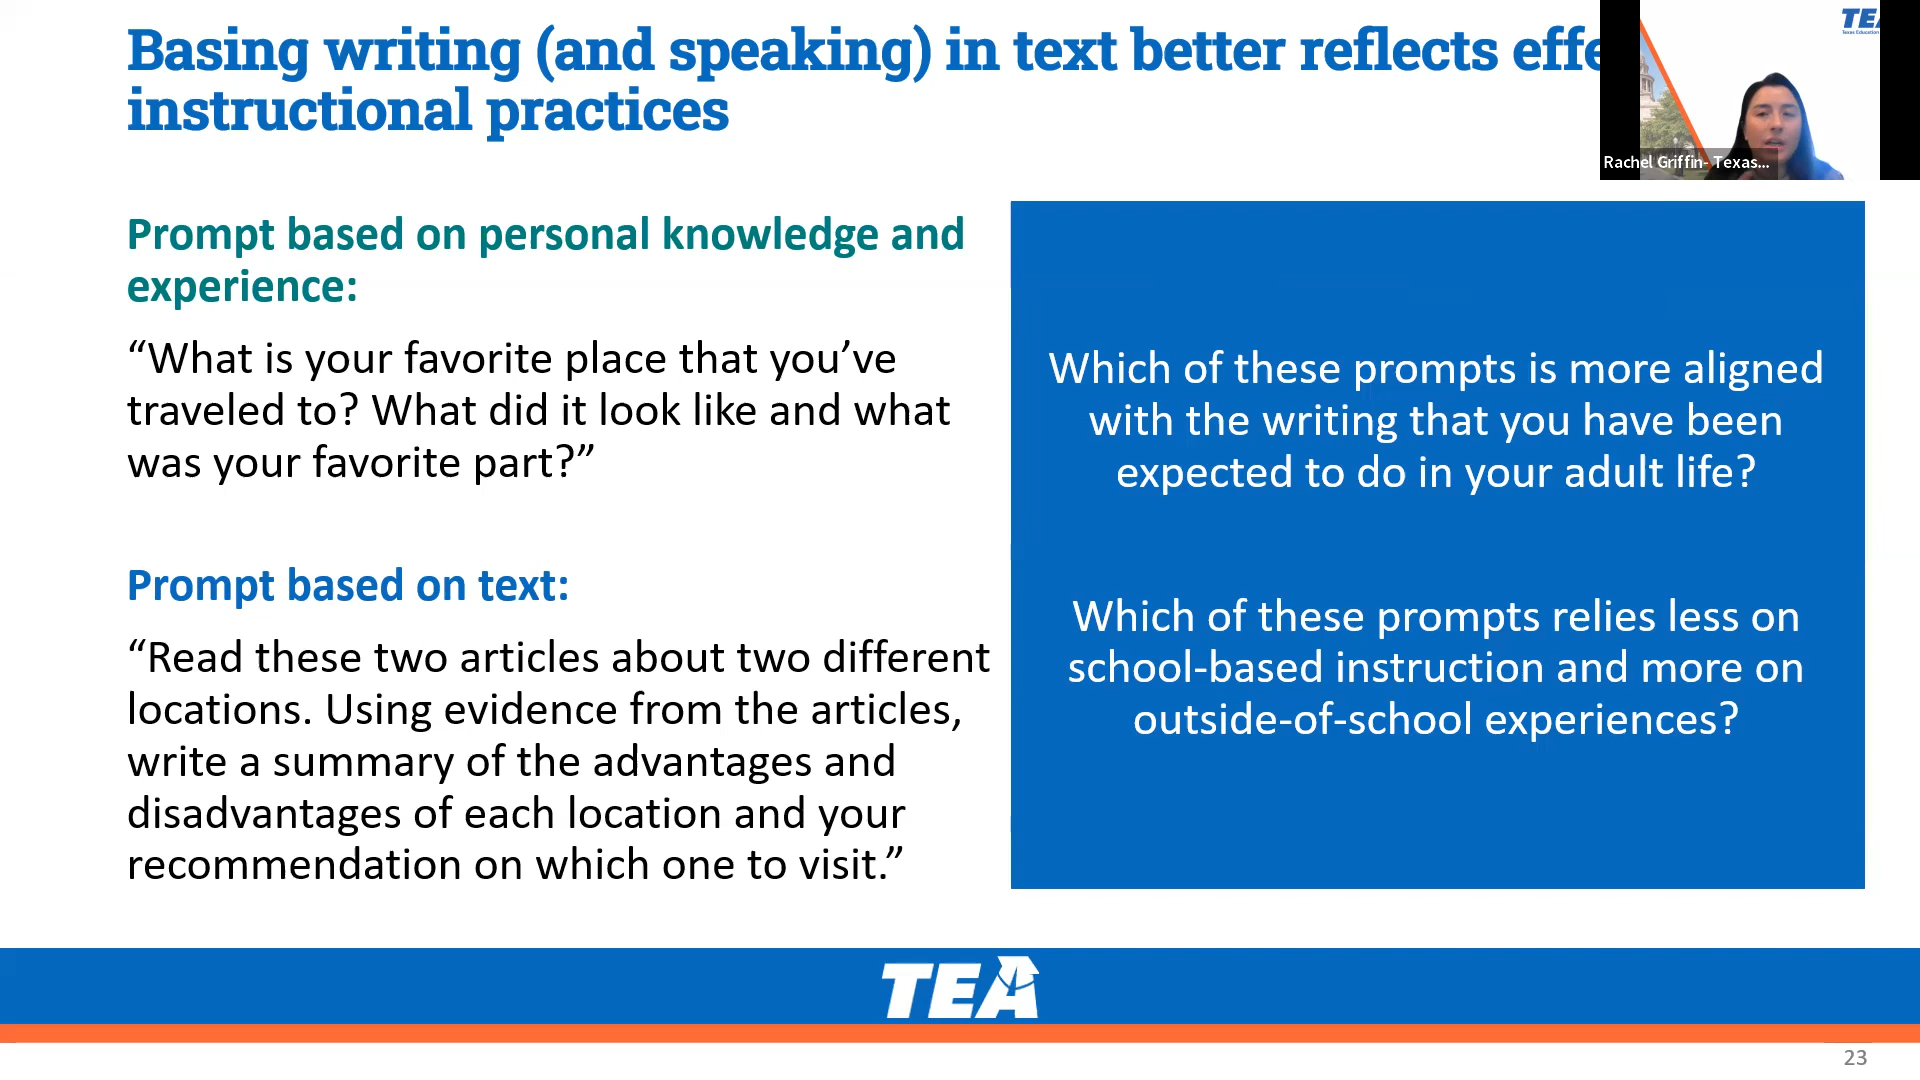 Basing writing (and speaking) in text better reflects
instructional practices
TEA
Texas Education
Rachel Griffin- Texas...
Prompt based on personal knowledge and
experience:
“What is your favorite place that you’ve
traveled to? What did it look like and what
was your favorite part?”
Prompt based on text:
“Read these two articles about two different
locations. Using evidence from the articles,
write a summary of the advantages and
disadvantages of each location and your
recommendation on which one to visit.”
Which of these prompts is more aligned
with the writing that you have been
expected to do in your adult life?
Which of these prompts relies less on
school-based instruction and more on
outside-of-school experiences?
TEA
23